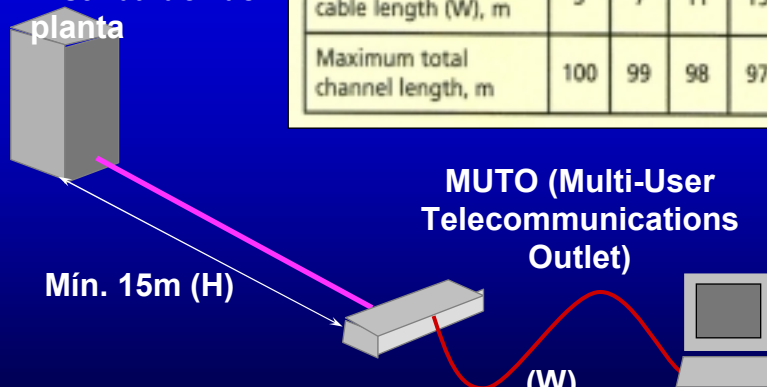 planta
cable length (W), m
Maximum total
channel length, m
100 99 98 97
MUTO (Multi-User
Telecommunications
Outlet)
Mín. 15m (H)
(W)